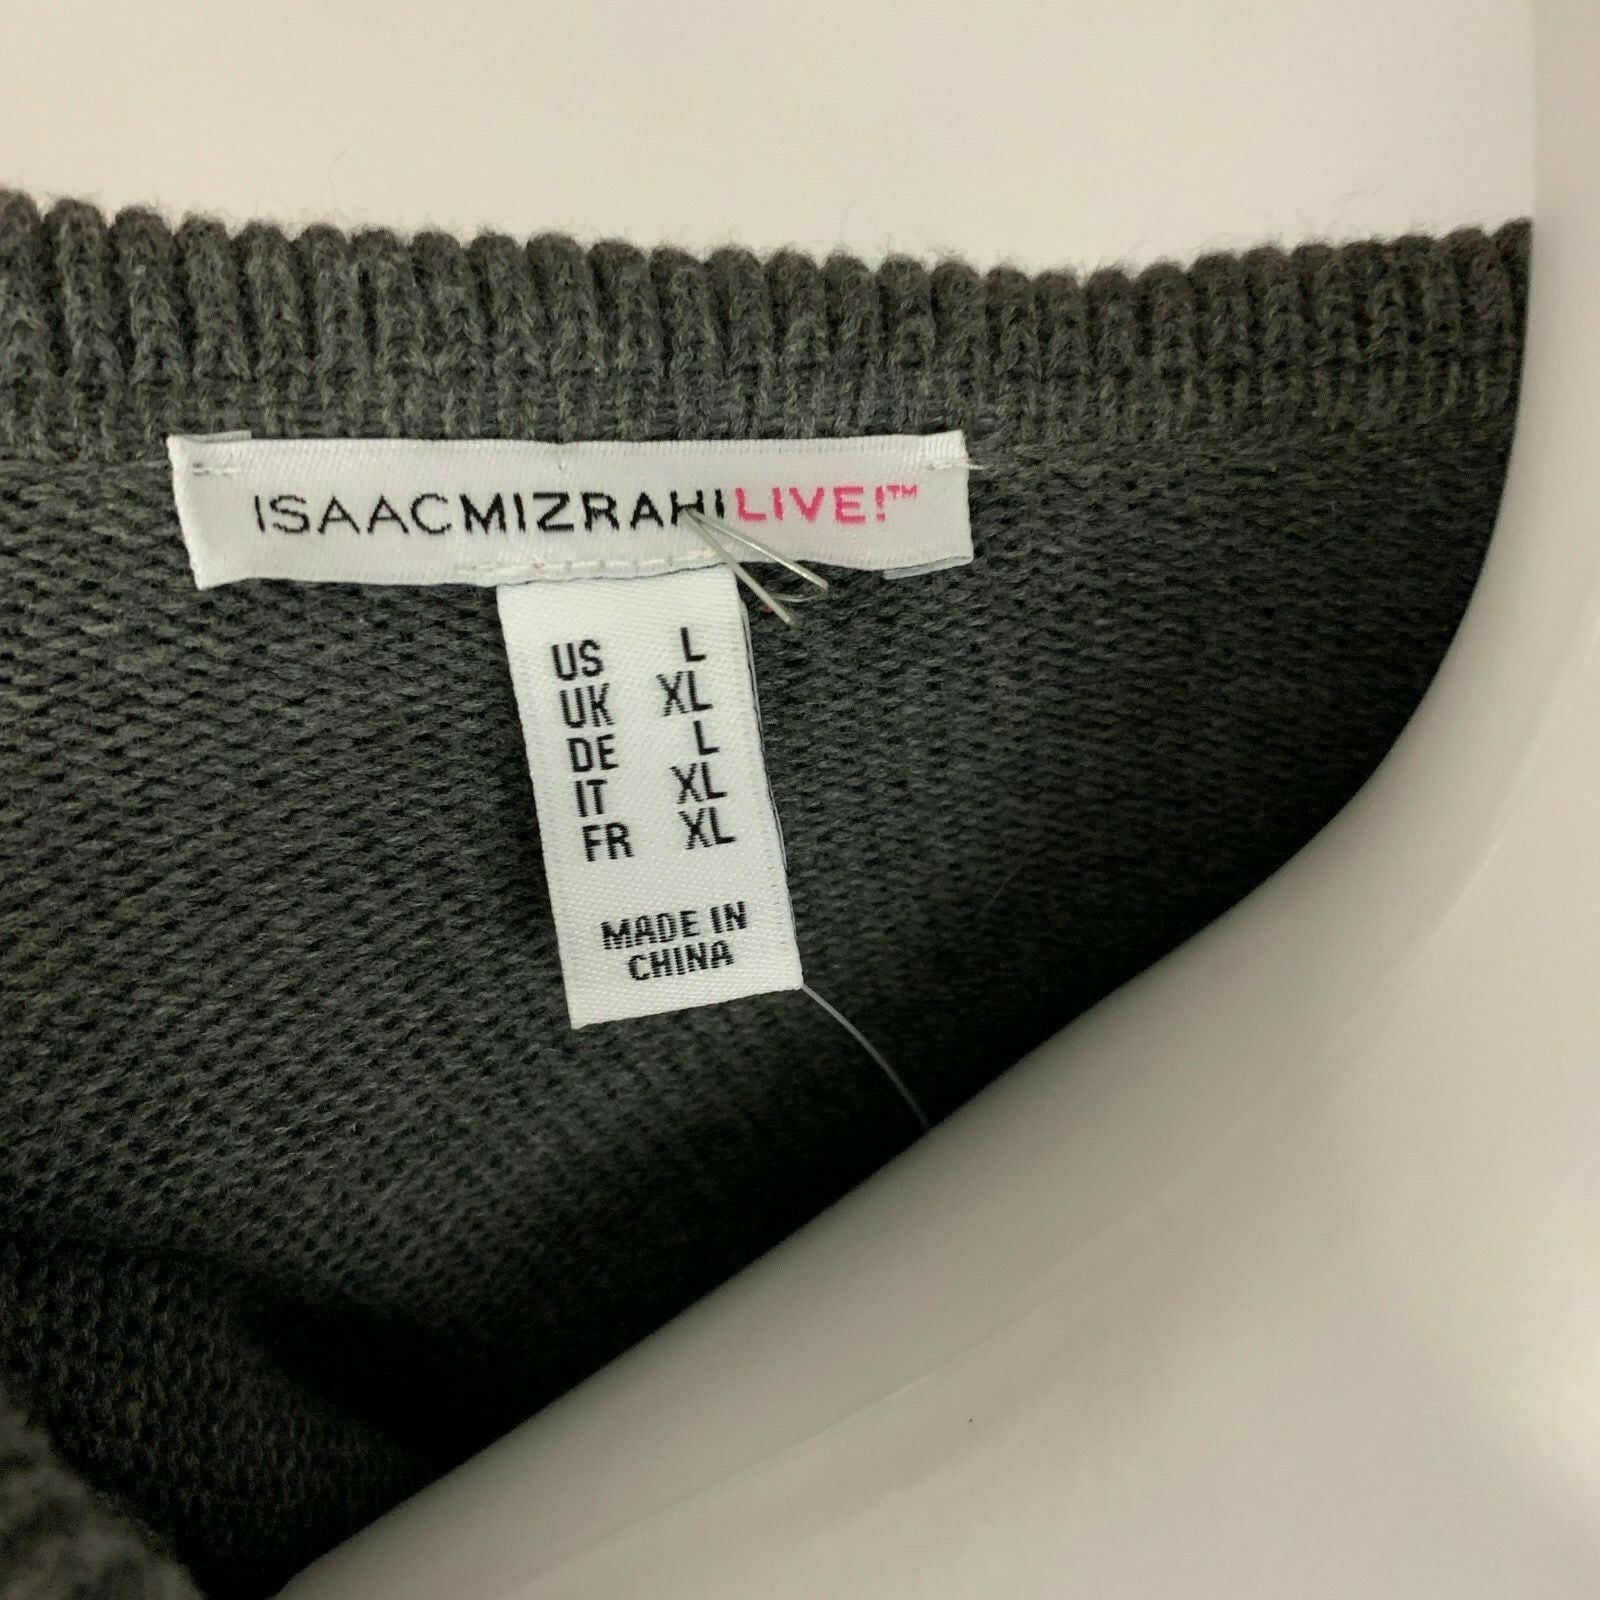 ISAACMIZRAHILIVE!™
US L
UK XL
DE L
IT XL
FR XL
MADE IN
CHINA